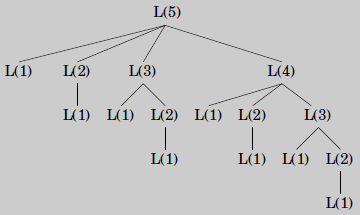 L(5)
L(1) L(2) L(3) L(4)
L(1) L(1) L(2) L(1) L(2) L(3)
L(1) L(1) L(1) L(2)
L(1)